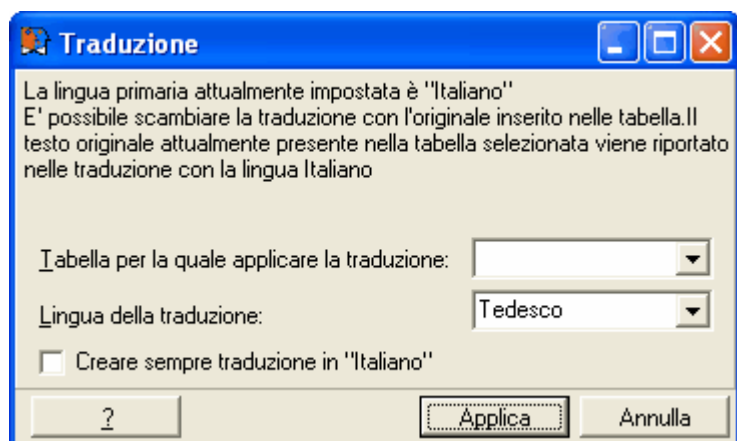 Traduzione
La lingua primaria attualmente impostata è "Italiano"
E' possibile scambiare la traduzione con l'originale inserito nelle tabella.Il
testo originale attualmente presente nella tabella selezionata viene riportato
nelle traduzione con la lingua Italiano
Tabella per la quale applicare la traduzione:
Lingua della traduzione: Tedesco
Creare sempre traduzione in "Italiano"
? Applica Annulla